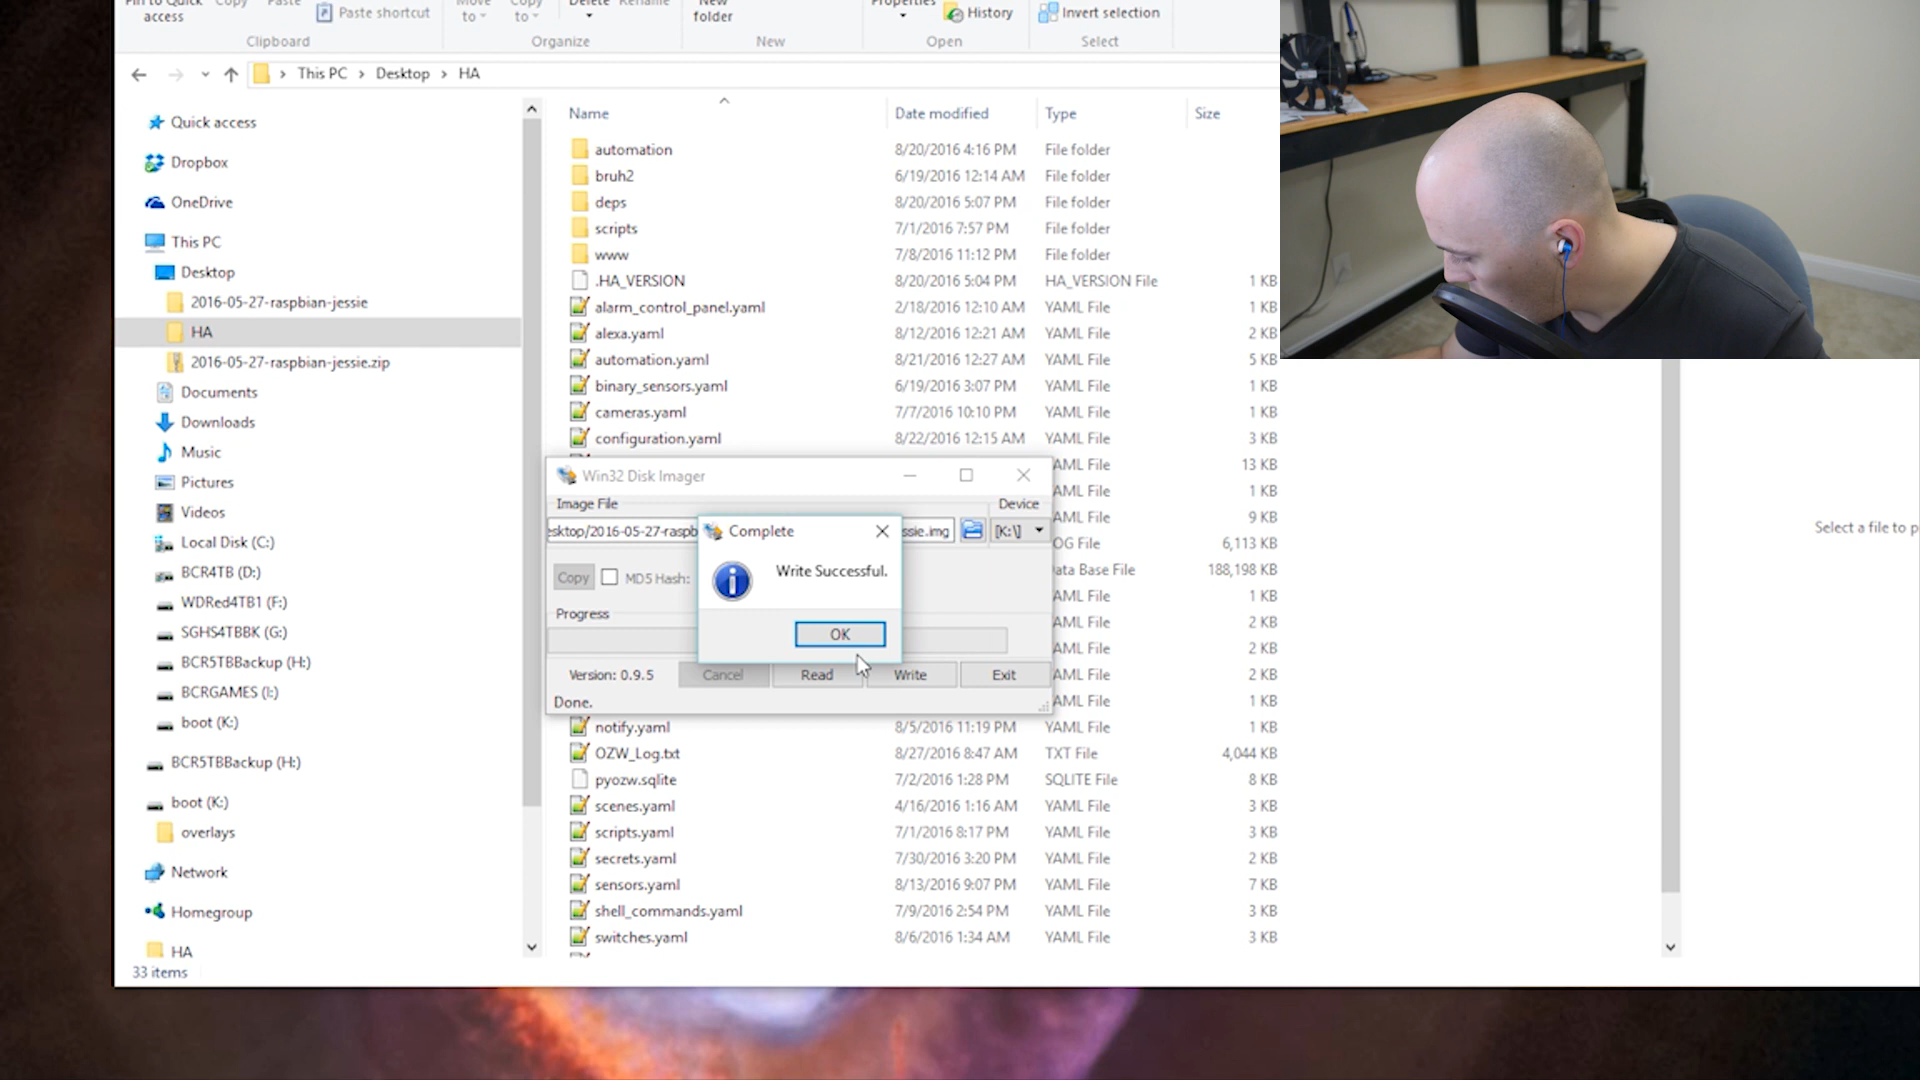 Pin to Quick access
Copy
Paste
Paste shortcut
Move to
Copy to
Delete
Rename
New folder
Properties
History
Invert selection
Clipboard
Organize
New
Open
Select
This PC > Desktop > HA
Quick access
Dropbox
OneDrive
This PC
Desktop
2016-05-27-raspbian-jessie
HA
2016-05-27-raspbian-jessie.zip
Documents
Downloads
Music
Pictures
Videos
Local Disk (C:)
BCR4TB (D:)
WDRed4TB1 (F:)
SGHS4TBBK (G:)
BCR5TBBackup (H:)
BCRGAMES (I:)
boot (K:)
BCR5TBBackup (H:)
boot (K:)
overlays
Network
Homegroup
HA
33 items
Name Date modified Type Size
automation 8/20/2016 4:16 PM File folder
bruh2 6/19/2016 12:14 AM File folder
deps 8/20/2016 5:07 PM File folder
scripts 7/1/2016 7:57 PM File folder
www 7/8/2016 11:12 PM File folder
.HA_VERSION 8/20/2016 5:04 PM HA_VERSION File 1 KB
alarm_control_panel.yaml 2/18/2016 12:10 AM YAML File 1 KB
alexa.yaml 8/12/2016 12:21 AM YAML File 2 KB
automation.yaml 8/21/2016 12:27 AM YAML File 5 KB
binary_sensors.yaml 6/19/2016 3:07 PM YAML File 1 KB
cameras.yaml 7/7/2016 10:10 PM YAML File 1 KB
configuration.yaml 8/22/2016 12:15 AM YAML File 3 KB
AML File 13 KB
AML File 1 KB
AML File 9 KB
OG File 6,113 KB
ata Base File 188,198 KB
AML File 1 KB
AML File 2 KB
AML File 2 KB
AML File 2 KB
AML File 1 KB
notify.yaml 8/5/2016 11:19 PM YAML File 1 KB
OZW_Log.txt 8/27/2016 8:47 AM TXT File 4,044 KB
pyozw.sqlite 7/2/2016 1:28 PM SQLITE File 8 KB
scenes.yaml 4/16/2016 1:16 AM YAML File 3 KB
scripts.yaml 7/1/2016 8:17 PM YAML File 3 KB
secrets.yaml 7/30/2016 3:20 PM YAML File 2 KB
sensors.yaml 8/13/2016 9:07 PM YAML File 7 KB
shell_commands.yaml 7/9/2016 2:54 PM YAML File 3 KB
switches.yaml 8/6/2016 1:34 AM YAML File 3 KB
Win32 Disk Imager
Image File
Device
esktop/2016-05-27-raspb
ssie.img
[K:\]
Copy
MD5 Hash:
Progress
Version: 0.9.5
Cancel
Read
Write
Exit
Done.
Complete
Write Successful.
OK
Select a file to p